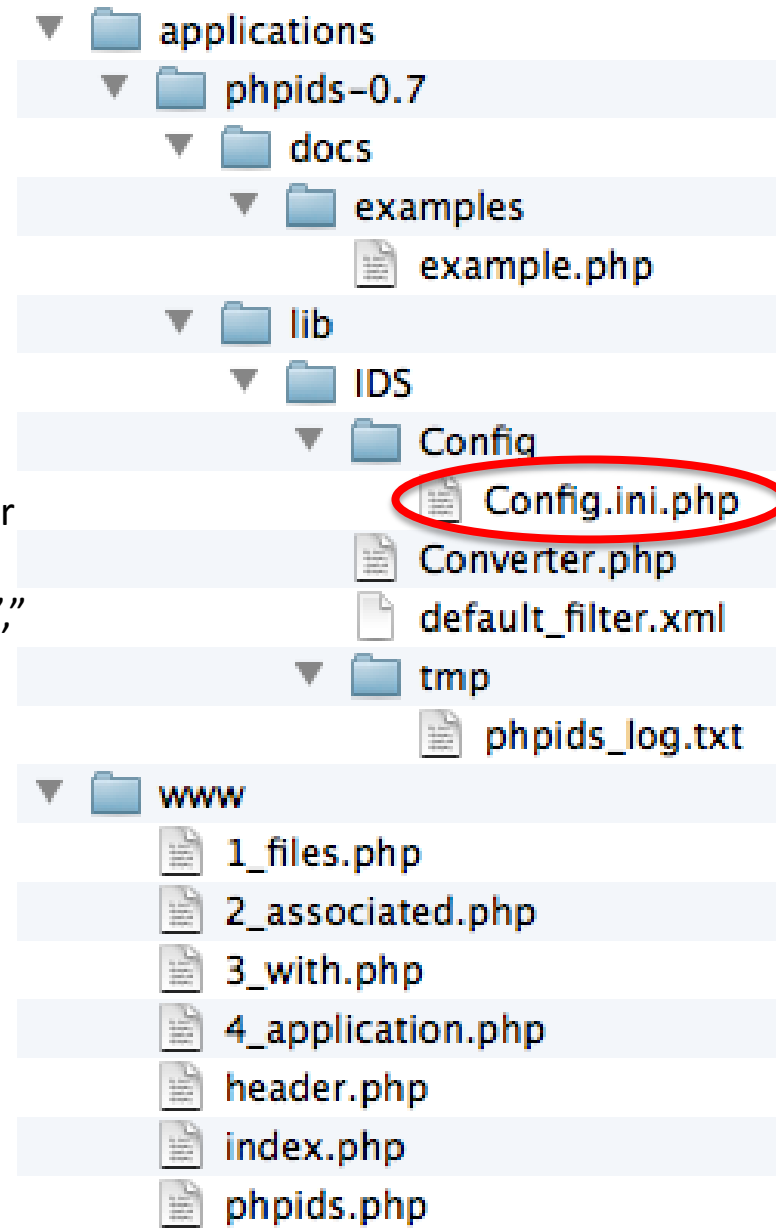 applications
phpids-0.7
docs
examples
example.php
lib
IDS
Config
r
Config.ini.php
Converter.php
","
default_filter.xml
tmp
phpids_log.txt
www
1_files.php
2_associated.php
3_with.php
4_application.php
header.php
index.php
phpids.php